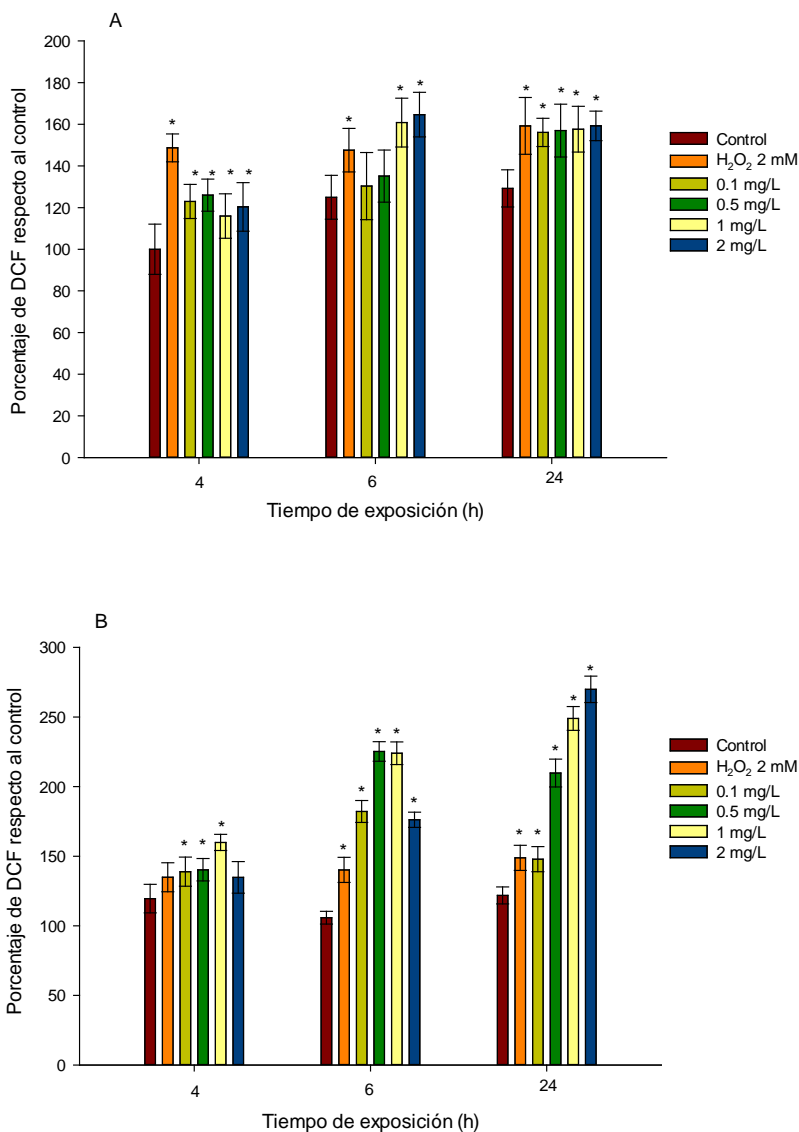 A
Porcentaje de DCF respecto al control
200
180
160
140
120
100
80
60
40
20
0
* * * * *
* * *
* * * * *
4 6 24
Tiempo de exposición (h)
Control
H₂O₂ 2 mM
0.1 mg/L
0.5 mg/L
1 mg/L
2 mg/L
B
Porcentaje de DCF respecto al control
300
250
200
150
100
50
0
* * *
* * * * *
* * * * *
4 6 24
Tiempo de exposición (h)
Control
H₂O₂ 2 mM
0.1 mg/L
0.5 mg/L
1 mg/L
2 mg/L